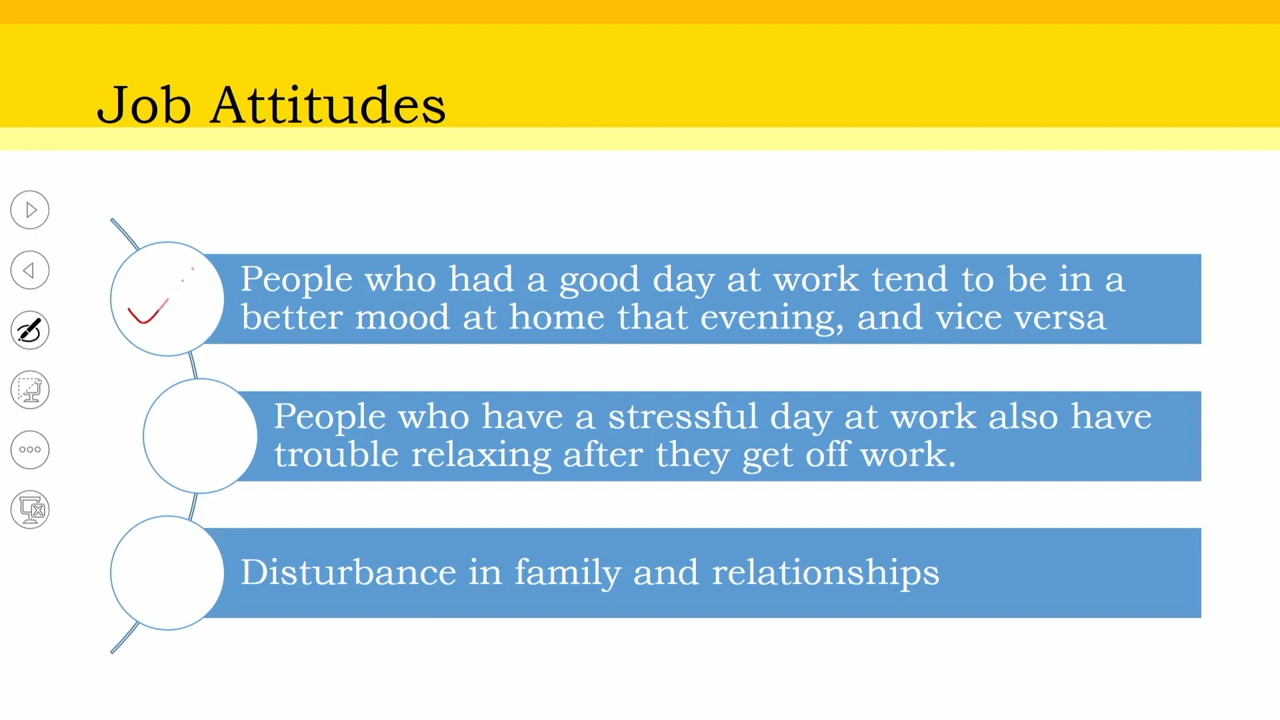 Job Attitudes
People who had a good day at work tend to be in a
better mood at home that evening, and vice versa
People who have a stressful day at work also have
trouble relaxing after they get off work.
Disturbance in family and relationships